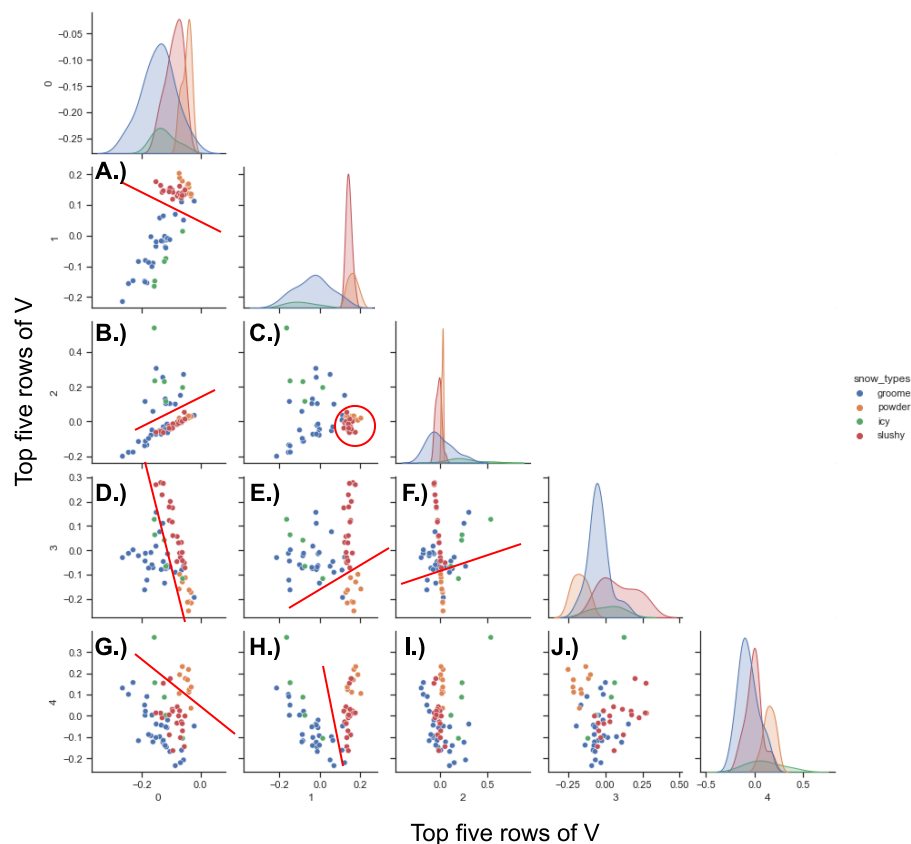 −0.05
−0.10
−0.15
−0.20
−0.25
0
A.)
0.2
0.1
0.0
−0.1
−0.2
1
Top five rows of V
B.)
C.)
0.4
0.2
0.0
−0.2
2
snow_types
groome
powder
icy
slushy
D.)
E.)
F.)
0.3
0.2
0.1
0.0
−0.1
−0.2
3
G.)
H.)
I.)
J.)
0.3
0.2
0.1
0.0
−0.1
−0.2
4
−0.2 0.0
0
0.0 0.2
1
0.0 0.5
2
−0.25 0.00 0.25 0.50
3
−0.5 0.0 0.5
4
Top five rows of V